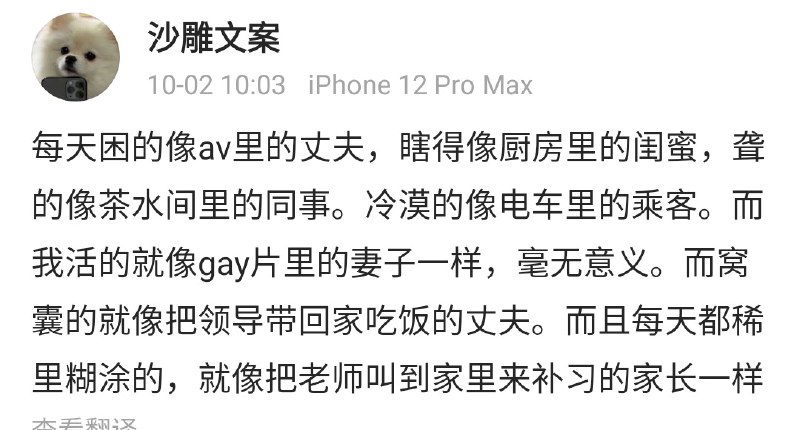 沙雕文案
10-02 10:03 iPhone 12 Pro Max
每天困的像av里的丈夫，瞎得像厨房里的闺蜜，聋
的像茶水间里的同事。冷漠的像电车里的乘客。而
我活的就像gay片里的妻子一样，毫无意义。而窝
囊的就像把领导带回家吃饭的丈夫。而且每天都稀
里糊涂的，就像把老师叫到家里来补习的家长一样
查看翻译